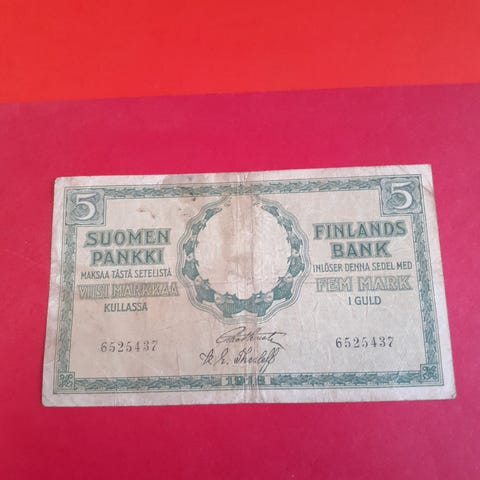 5
5
SUOMEN
PANKKI
MAKSAA TÄSTÄ SETELISTÄ
VIISI MARKKAA
KULLASSA
FINLANDS
BANK
INLÖSER DENNA SEDEL MED
FEM MARK
I GULD
6525437
6525437
1918